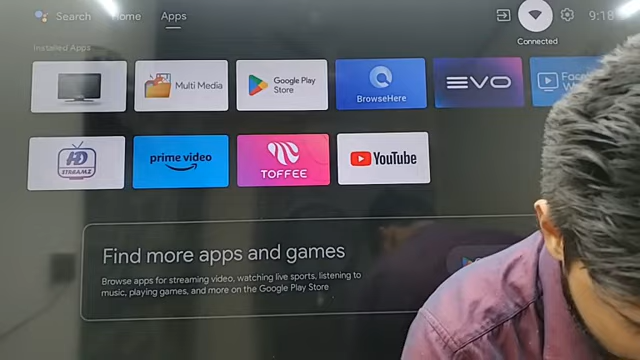 Search Home Apps 9:18
Connected
Installed Apps
Multi Media
Google Play
Store
BrowseHere
EVO
HD
STREAMZ
prime video
TOFFEE
YouTube
Find more apps and games
Browse apps for streaming video, watching live sports, listening to
music, playing games, and more on the Google Play Store